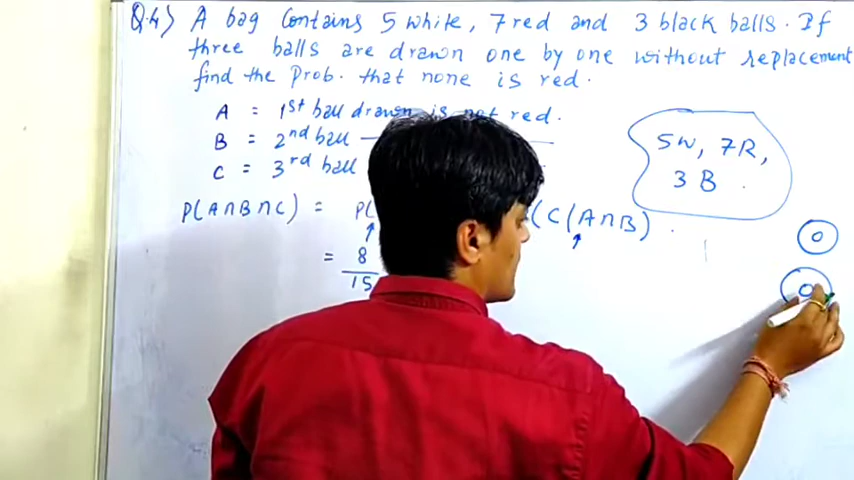 Q.4) A bag contains 5 white, 7 red and 3 black balls. If
three balls are drawn one by one without replacement
find the Prob. that none is red.
A = 1st ball drawn is not red.
B = 2nd ball
C = 3rd ball
5W, 7R,
3 B
P(A∩B∩C) = P( (C|A∩B)
= 8/15